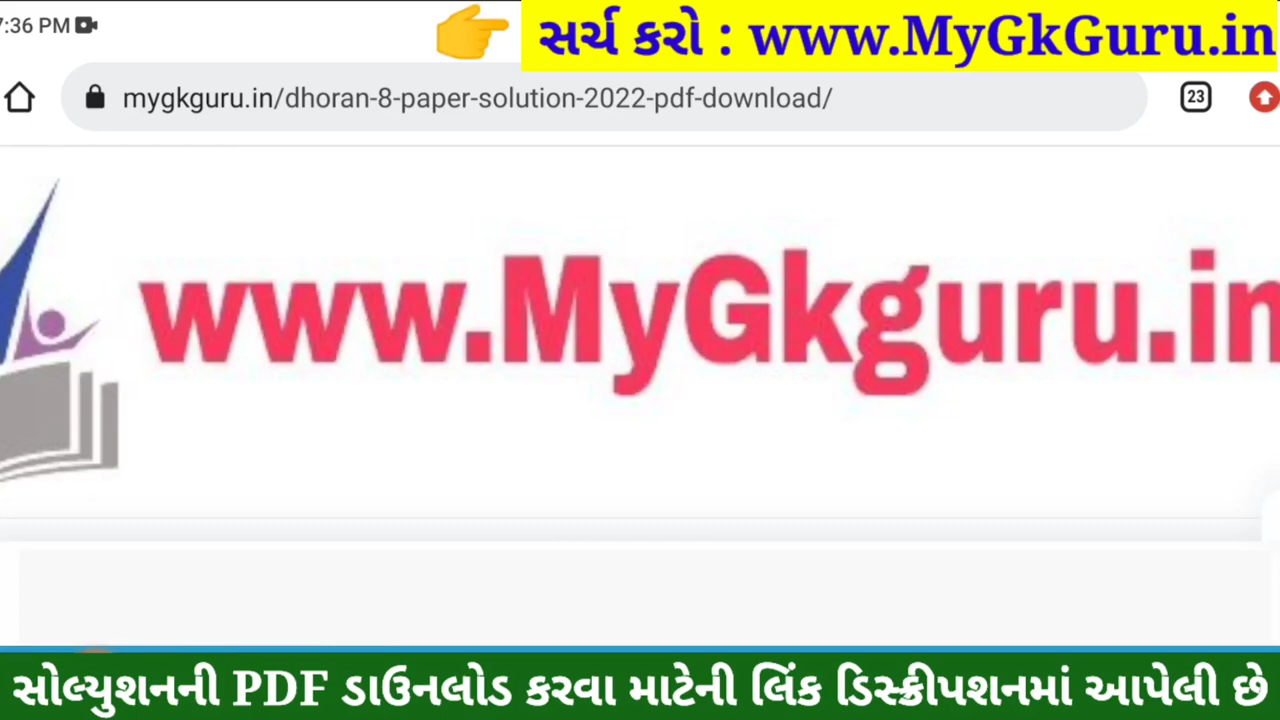 7:36 PM
સર્ચ કરો : www.MyGkGuru.in
mygkguru.in/dhoran-8-paper-solution-2022-pdf-download/
23
www.MyGkguru.in
સોલ્યુશનની PDF ડાઉનલોડ કરવા માટેની લિંક ડિસ્ક્રીપશનમાં આપેલી છે